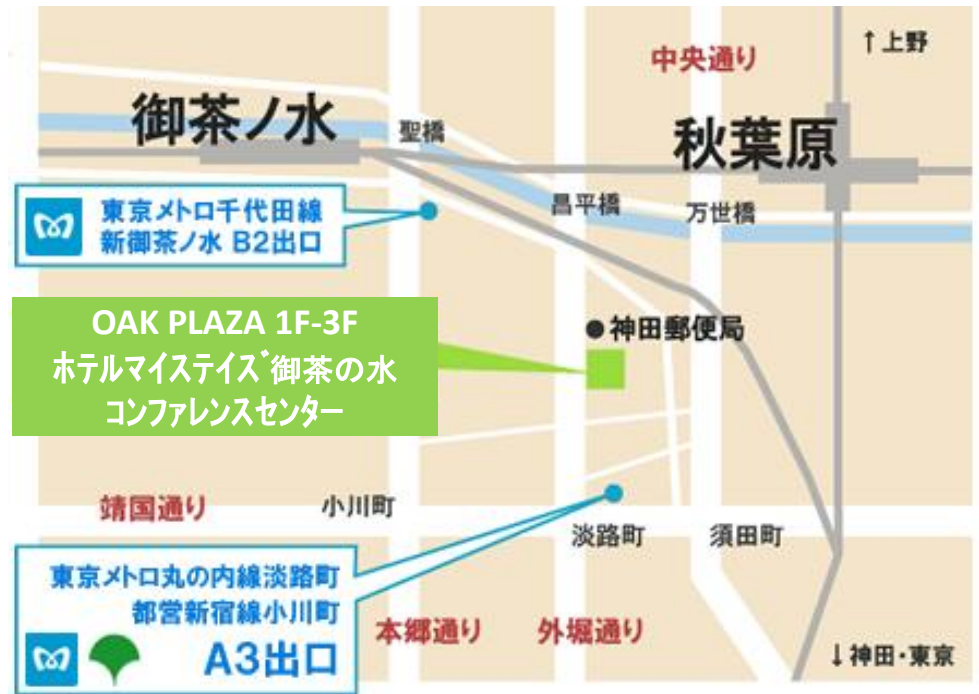 ↑上野
中央通り
御茶ノ水
聖橋
秋葉原
昌平橋
万世橋
東京メトロ千代田線
新御茶ノ水 B2出口
OAK PLAZA 1F-3F
ホテルマイステイズ御茶の水
コンファレンスセンター
●神田郵便局
靖国通り
小川町
淡路町
須田町
東京メトロ丸の内線淡路町
都営新宿線小川町
A3出口
本郷通り
外堀通り
↓神田・東京